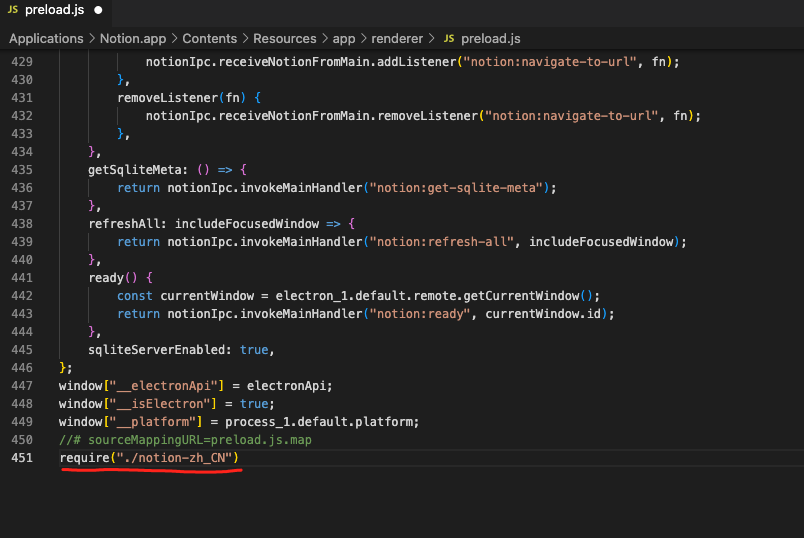 JS preload.js
Applications > Notion.app > Contents > Resources > app > renderer > JS preload.js
429 notionIpc.receiveNotionFromMain.addListener("notion:navigate-to-url", fn);
430 },
431 removeListener(fn) {
432 notionIpc.receiveNotionFromMain.removeListener("notion:navigate-to-url", fn);
433 },
434 },
435 getSqliteMeta: () => {
436 return notionIpc.invokeMainHandler("notion:get-sqlite-meta");
437 },
438 refreshAll: includeFocusedWindow => {
439 return notionIpc.invokeMainHandler("notion:refresh-all", includeFocusedWindow);
440 },
441 ready() {
442 const currentWindow = electron_1.default.remote.getCurrentWindow();
443 return notionIpc.invokeMainHandler("notion:ready", currentWindow.id);
444 },
445 sqliteServerEnabled: true,
446 };
447 window["__electronApi"] = electronApi;
448 window["__isElectron"] = true;
449 window["__platform"] = process_1.default.platform;
450 //# sourceMappingURL=preload.js.map
451 require("./notion-zh_CN")